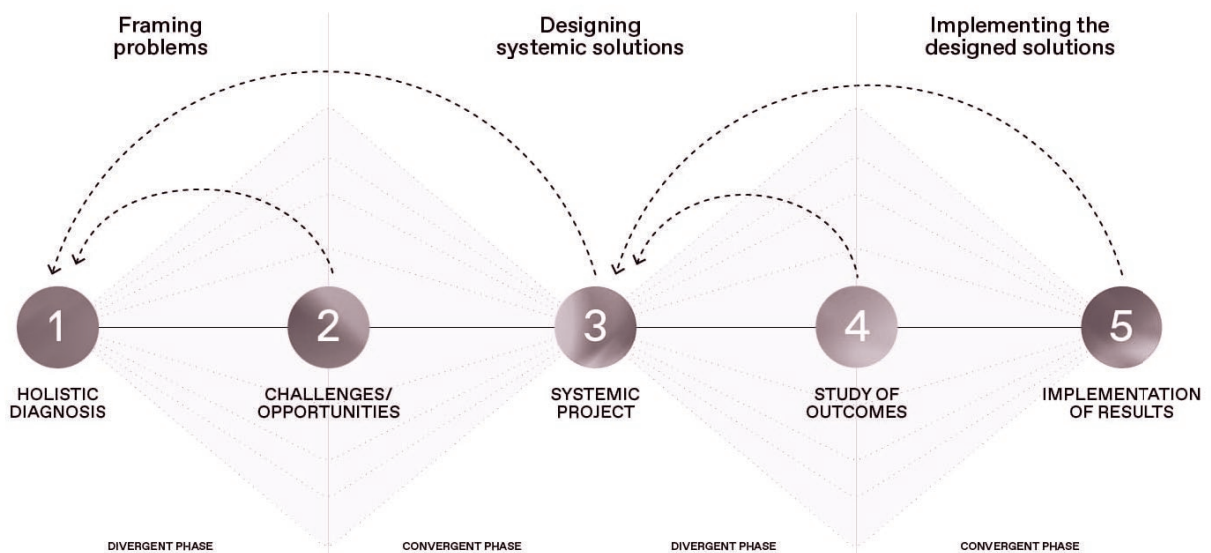 Framing
problems
Designing
systemic solutions
Implementing the
designed solutions
1
2
3
4
5
HOLISTIC
DIAGNOSIS
CHALLENGES/
OPPORTUNITIES
SYSTEMIC
PROJECT
STUDY OF
OUTCOMES
IMPLEMENTATION
OF RESULTS
DIVERGENT PHASE
CONVERGENT PHASE
DIVERGENT PHASE
CONVERGENT PHASE